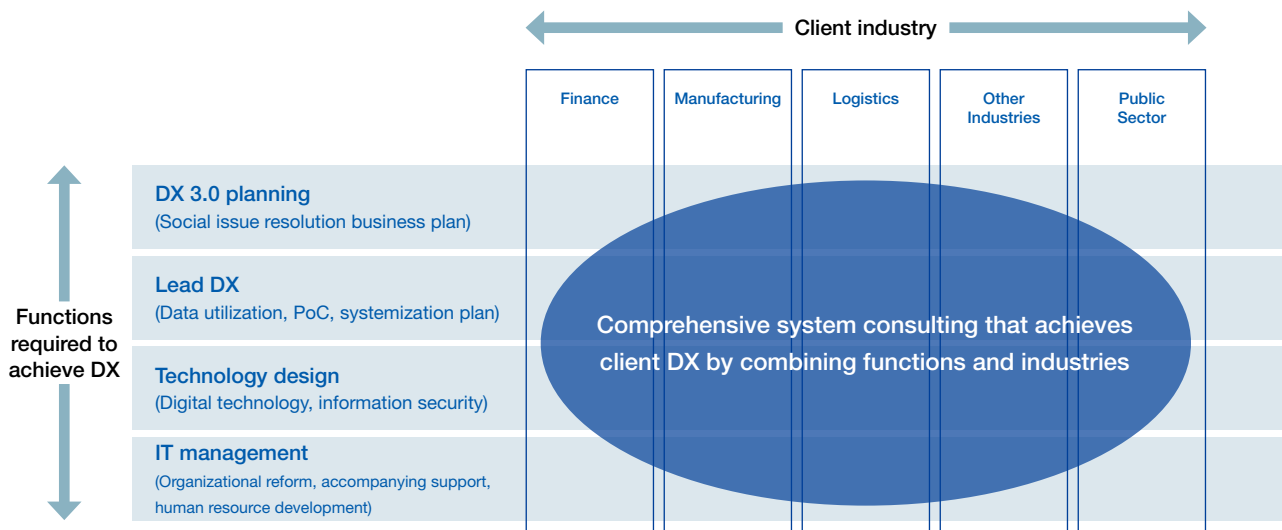 Client industry
Finance
Manufacturing
Logistics
Other
Industries
Public
Sector
Functions
required to
achieve DX
DX 3.0 planning
(Social issue resolution business plan)
Lead DX
(Data utilization, PoC, systemization plan)
Technology design
(Digital technology, information security)
IT management
(Organizational reform, accompanying support,
human resource development)
Comprehensive system consulting that achieves
client DX by combining functions and industries